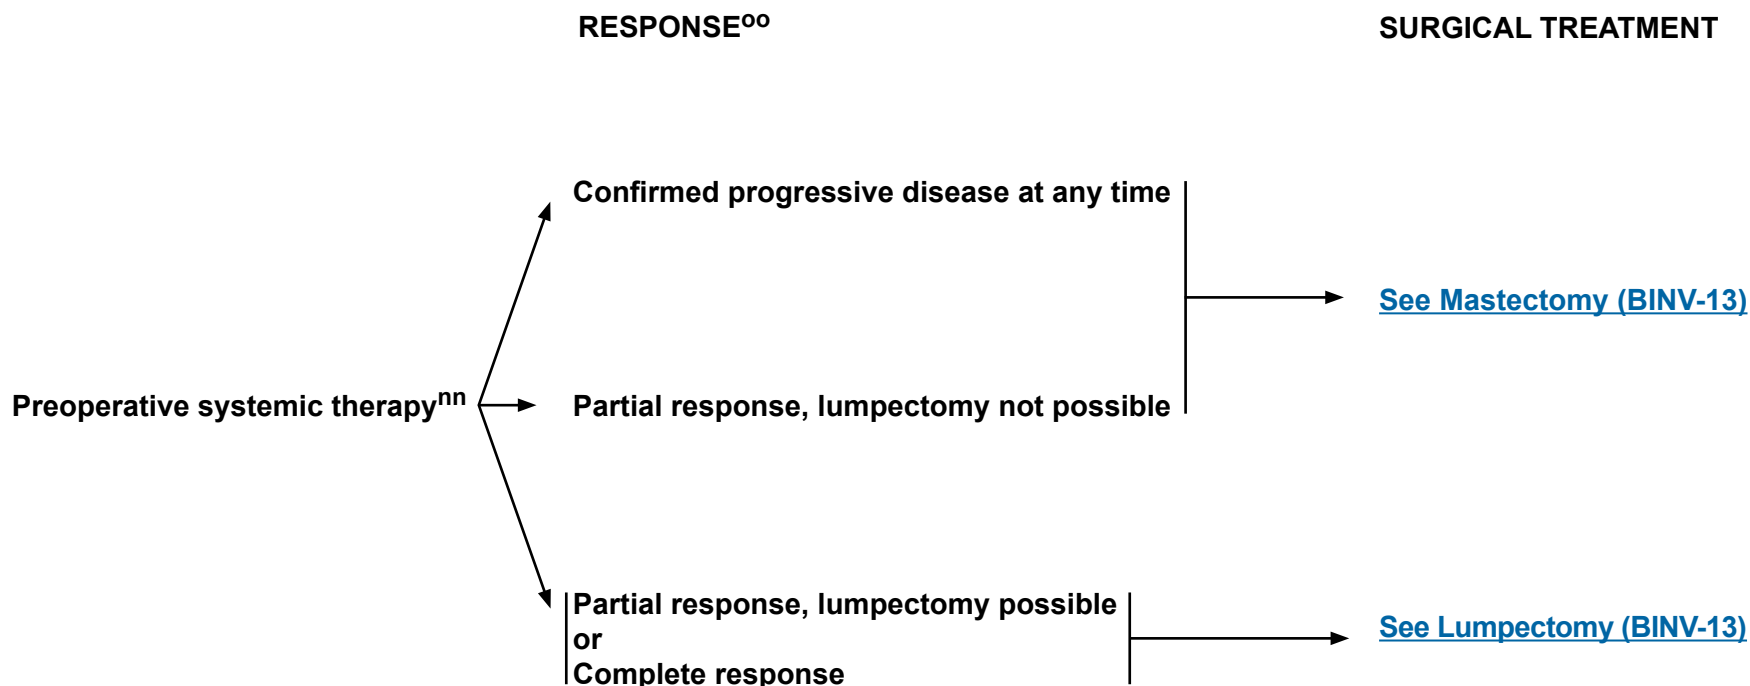 RESPONSEoo
SURGICAL TREATMENT
Confirmed progressive disease at any time
See Mastectomy (BINV-13)
Preoperative systemic therapynn
Partial response, lumpectomy not possible
Partial response, lumpectomy possible
or
Complete response
See Lumpectomy (BINV-13)